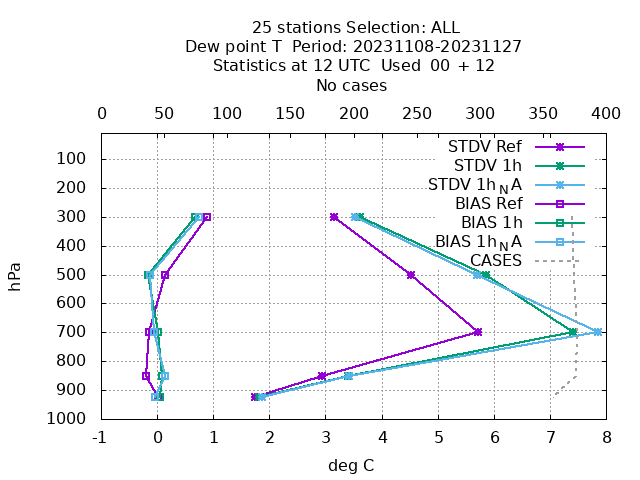 25 stations Selection: ALL
Dew point T  Period: 20231108-20231127
Statistics at 12 UTC  Used  00 + 12
No cases
0 50 100 150 200 250 300 350 400
STDV Ref
STDV 1h
STDV 1hNA
BIAS Ref
BIAS 1h
BIAS 1hNA
CASES
hPa
100
200
300
400
500
600
700
800
900
1000
-1 0 1 2 3 4 5 6 7 8
deg C